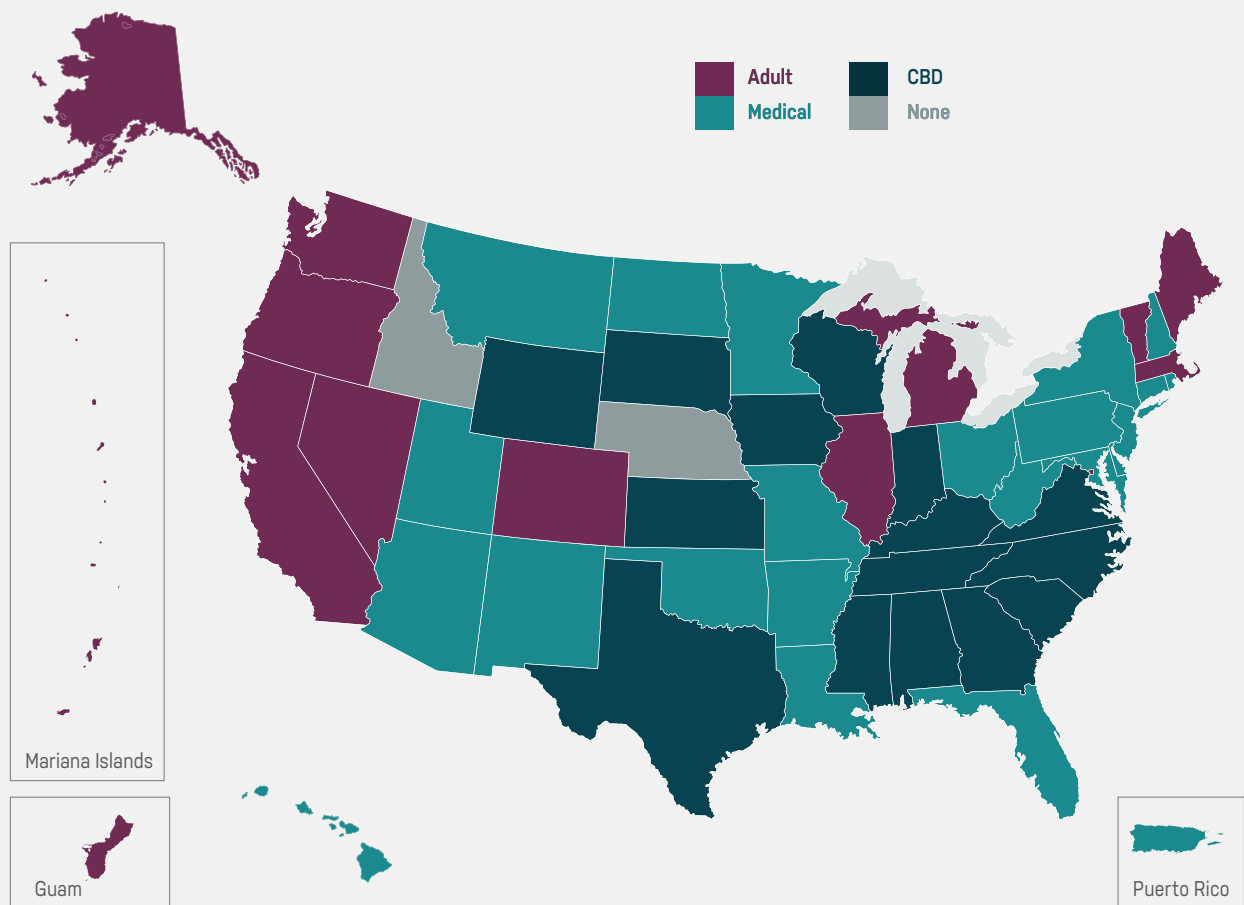 Adult
CBD
Medical
None
Mariana Islands
Guam
Puerto Rico